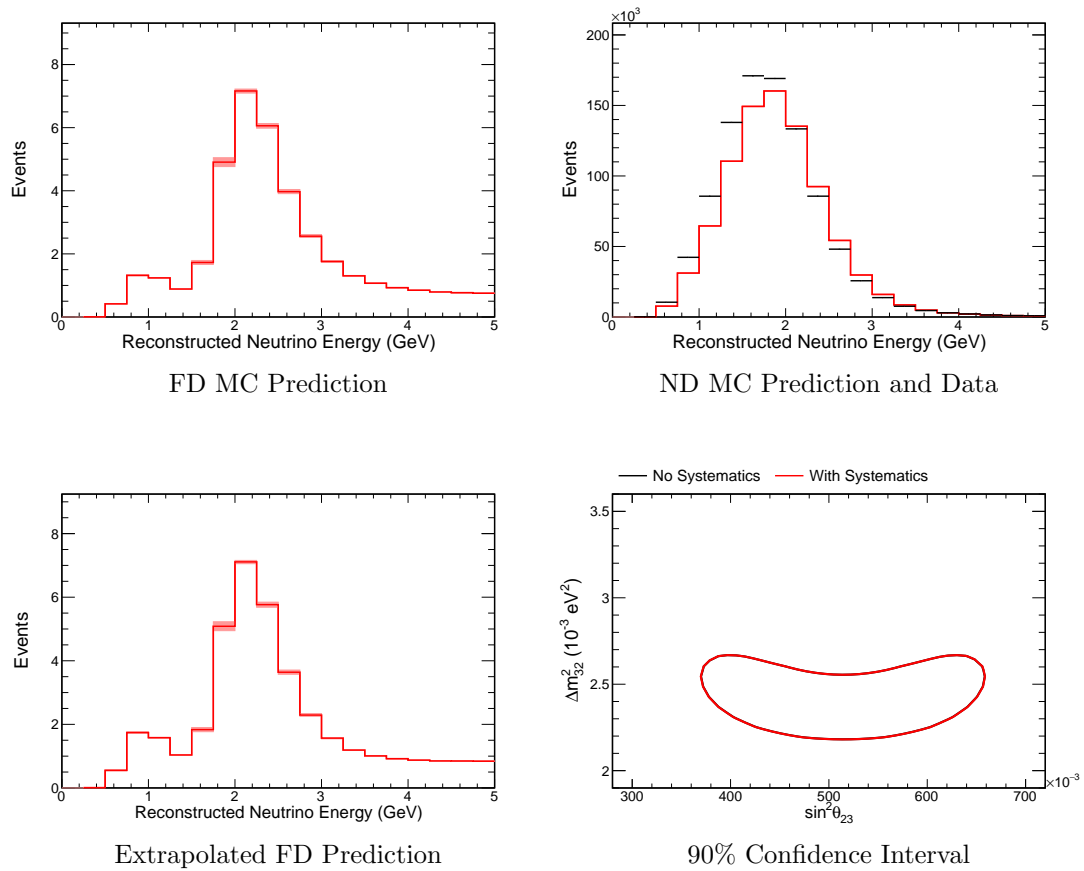 8
6
4
2
0
Events
0 1 2 3 4 5
Reconstructed Neutrino Energy (GeV)
FD MC Prediction
×10³
200
150
100
50
0
Events
0 1 2 3 4 5
Reconstructed Neutrino Energy (GeV)
ND MC Prediction and Data
8
6
4
2
0
Events
0 1 2 3 4 5
Reconstructed Neutrino Energy (GeV)
Extrapolated FD Prediction
No Systematics With Systematics
3.5
3
2.5
2
Δm²₃₂ (10⁻³ eV²)
300 400 500 600 700
×10⁻³
sin²θ₂₃
90% Confidence Interval